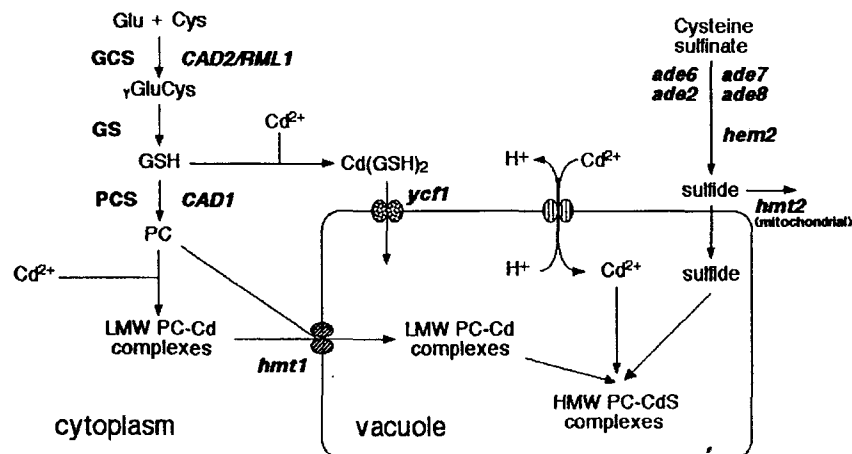 Glu + Cys
GCS CAD2/RML1
γGluCys
GS
Cd²⁺
GSH
Cd(GSH)₂
PCS CAD1
ycf1
PC
Cd²⁺
LMW PC-Cd
complexes
hmt1
LMW PC-Cd
complexes
H⁺ Cd²⁺
H⁺ Cd²⁺
Cysteine
sulfinate
ade6 ade7
ade2 ade8
hem2
sulfide
hmt2
(mitochondrial)
sulfide
HMW PC-CdS
complexes
cytoplasm
vacuole